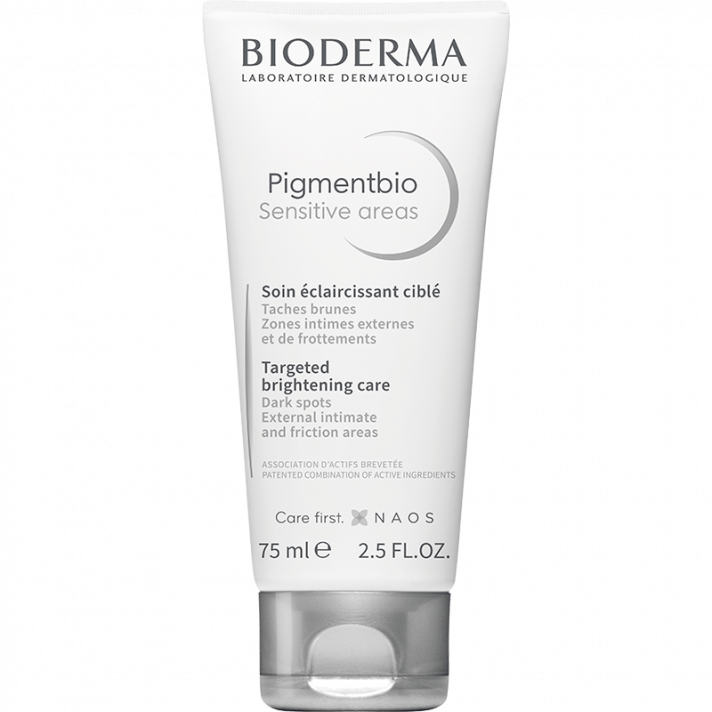 BIODERMA
LABORATOIRE DERMATOLOGIQUE
Pigmentbio
Sensitive areas
Soin éclaircissant ciblé
Taches brunes
Zones intimes externes
et de frottements
Targeted
brightening care
Dark spots
External intimate
and friction areas
ASSOCIATION D'ACTIFS BREVETÉE
PATENTED COMBINATION OF ACTIVE INGREDIENTS
Care first. NAOS
75 ml ℮ 2.5 FL.OZ.